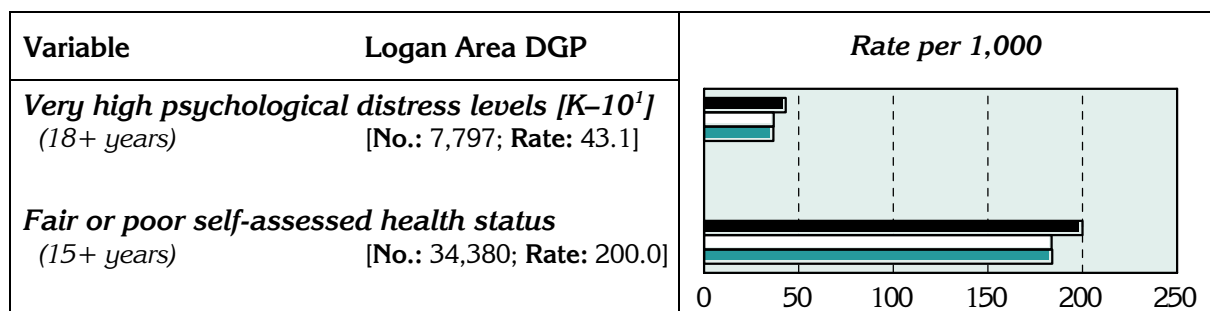 Variable Logan Area DGP Rate per 1,000
Very high psychological distress levels [K–10¹]
(18+ years) [No.: 7,797; Rate: 43.1]
Fair or poor self-assessed health status
(15+ years) [No.: 34,380; Rate: 200.0]
0 50 100 150 200 250